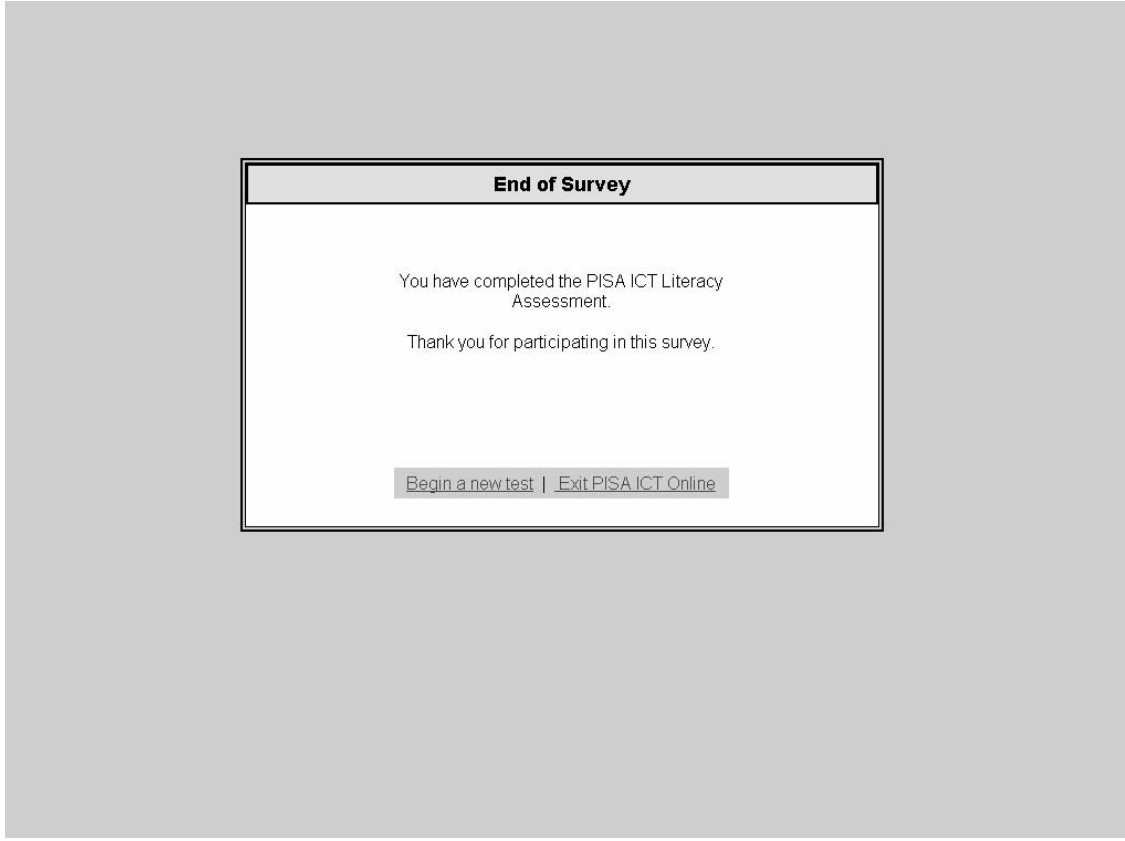 End of Survey
You have completed the PISA ICT Literacy
Assessment.
Thank you for participating in this survey.
Begin a new test | Exit PISA ICT Online